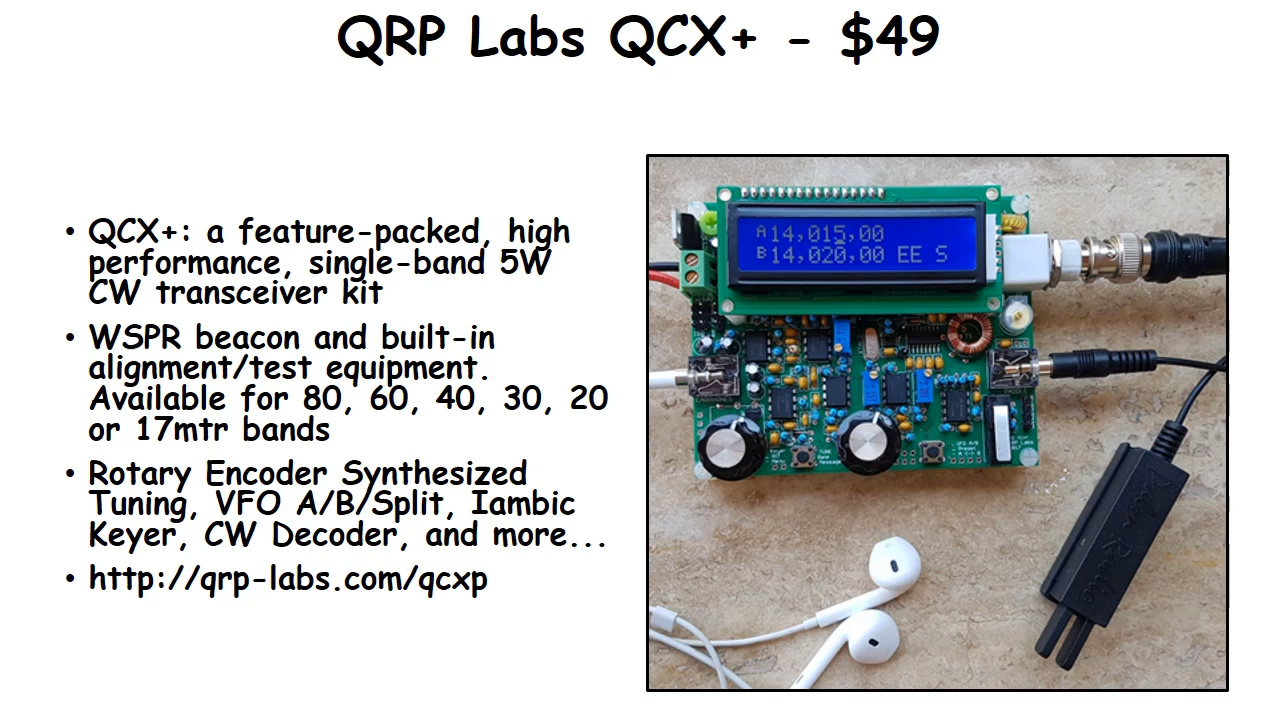 QRP Labs QCX+ - $49
• QCX+: a feature-packed, high
performance, single-band 5W
CW transceiver kit
• WSPR beacon and built-in
alignment/test equipment.
Available for 80, 60, 40, 30, 20
or 17mtr bands
• Rotary Encoder Synthesized
Tuning, VFO A/B/Split, Iambic
Keyer, CW Decoder, and more...
• http://qrp-labs.com/qcxp
A 14,015,00
B 14,020,00 EE S